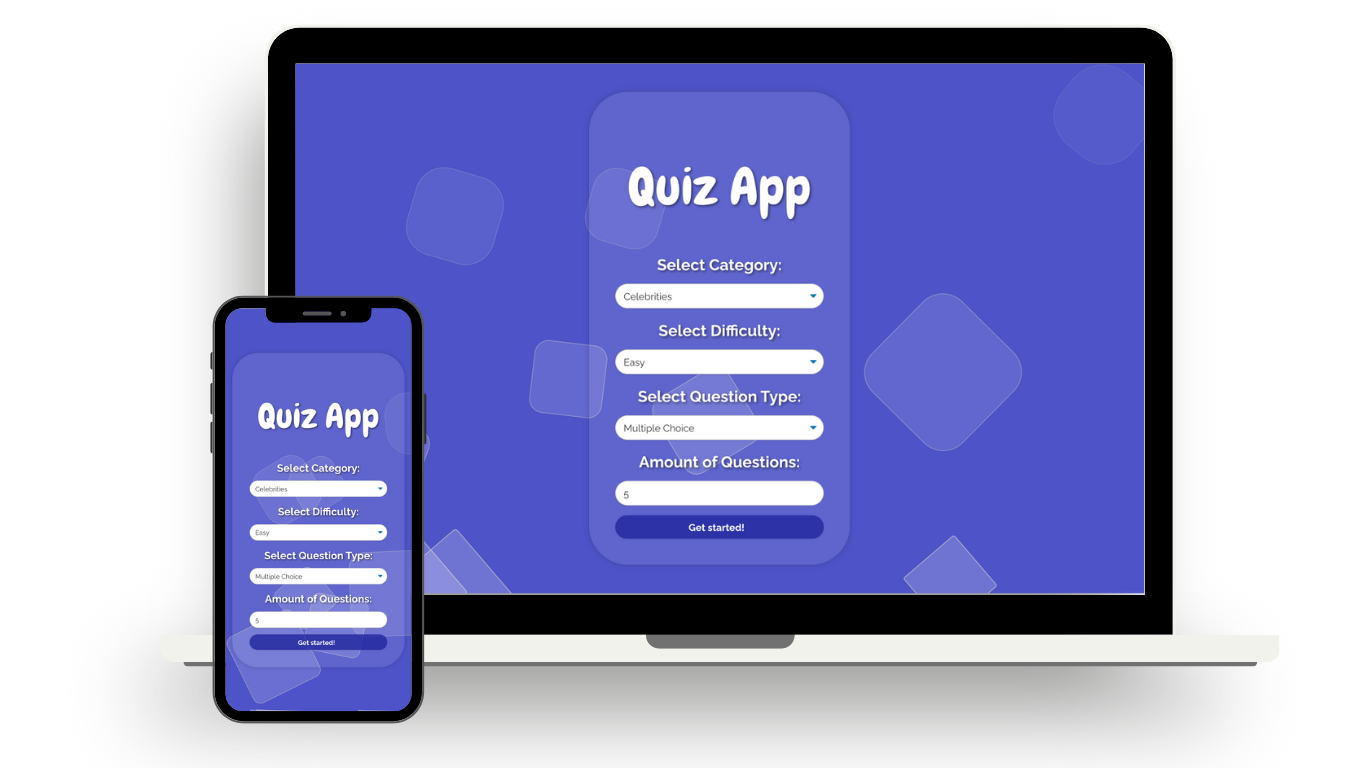 Quiz App
Select Category:
Celebrities
Select Difficulty:
Easy
Select Question Type:
Multiple Choice
Amount of Questions:
5
Get started!
Quiz App
Select Category:
Celebrities
Select Difficulty:
Easy
Select Question Type:
Multiple Choice
Amount of Questions:
5
Get started!